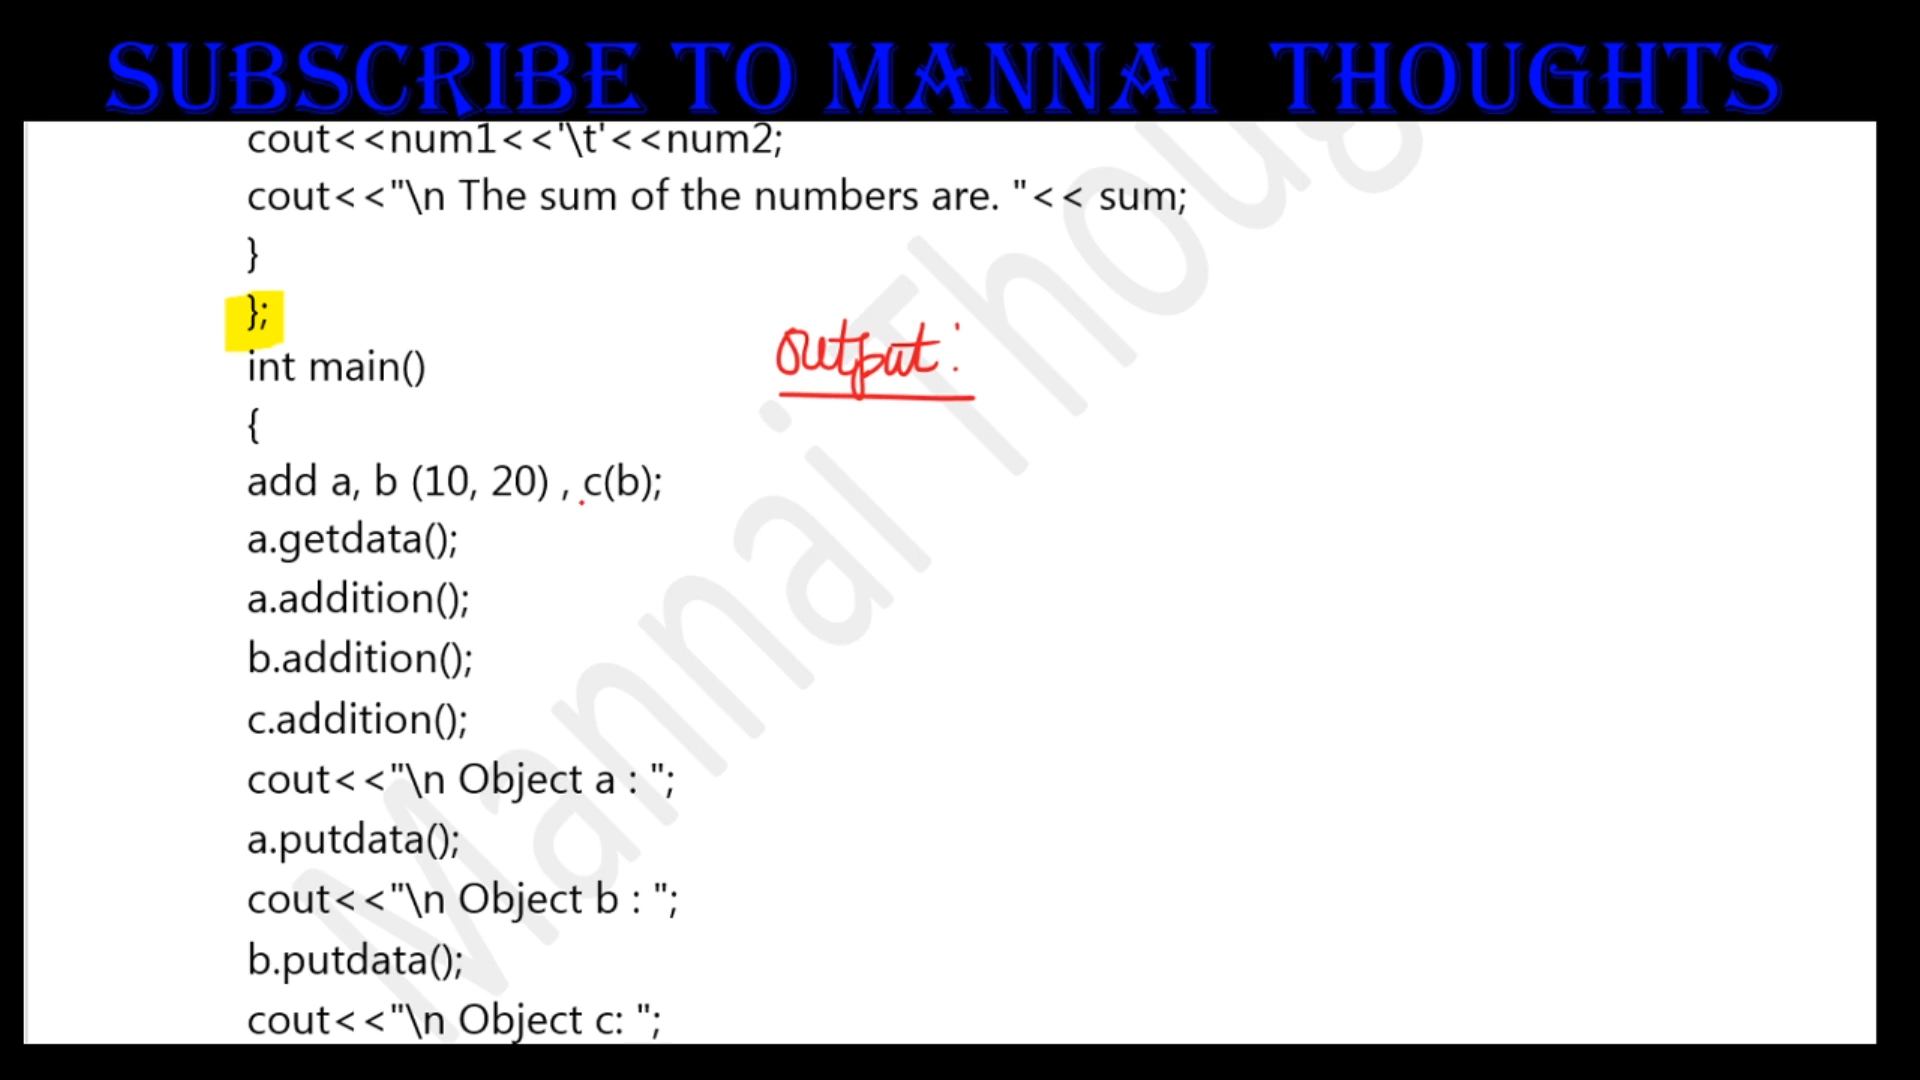 SUBSCRIBE TO MANNAI THOUGHTS
cout<<num1<<'\t'<<num2;
cout<<"\n The sum of the numbers are. "<< sum;
}
};
output:
int main()
{
add a, b (10, 20) , c(b);
a.getdata();
a.addition();
b.addition();
c.addition();
cout<<"\n Object a : ";
a.putdata();
cout<<"\n Object b : ";
b.putdata();
cout<<"\n Object c: ";
Mannai Thoug